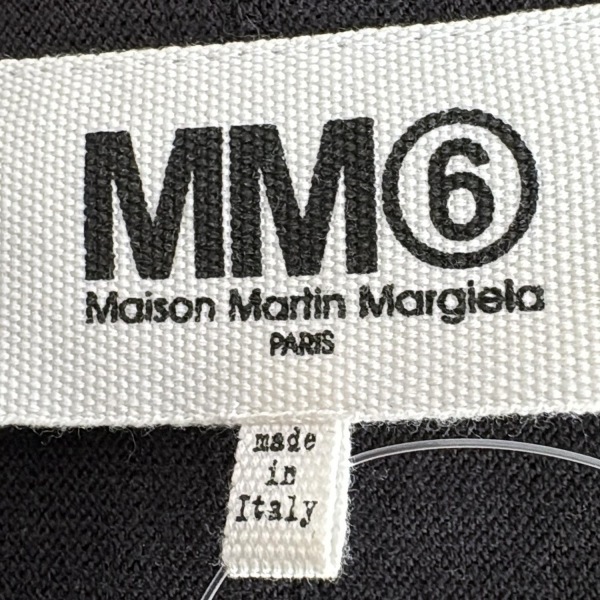 MM⑥
Maison Martin Margiela
PARIS
made
in
Italy